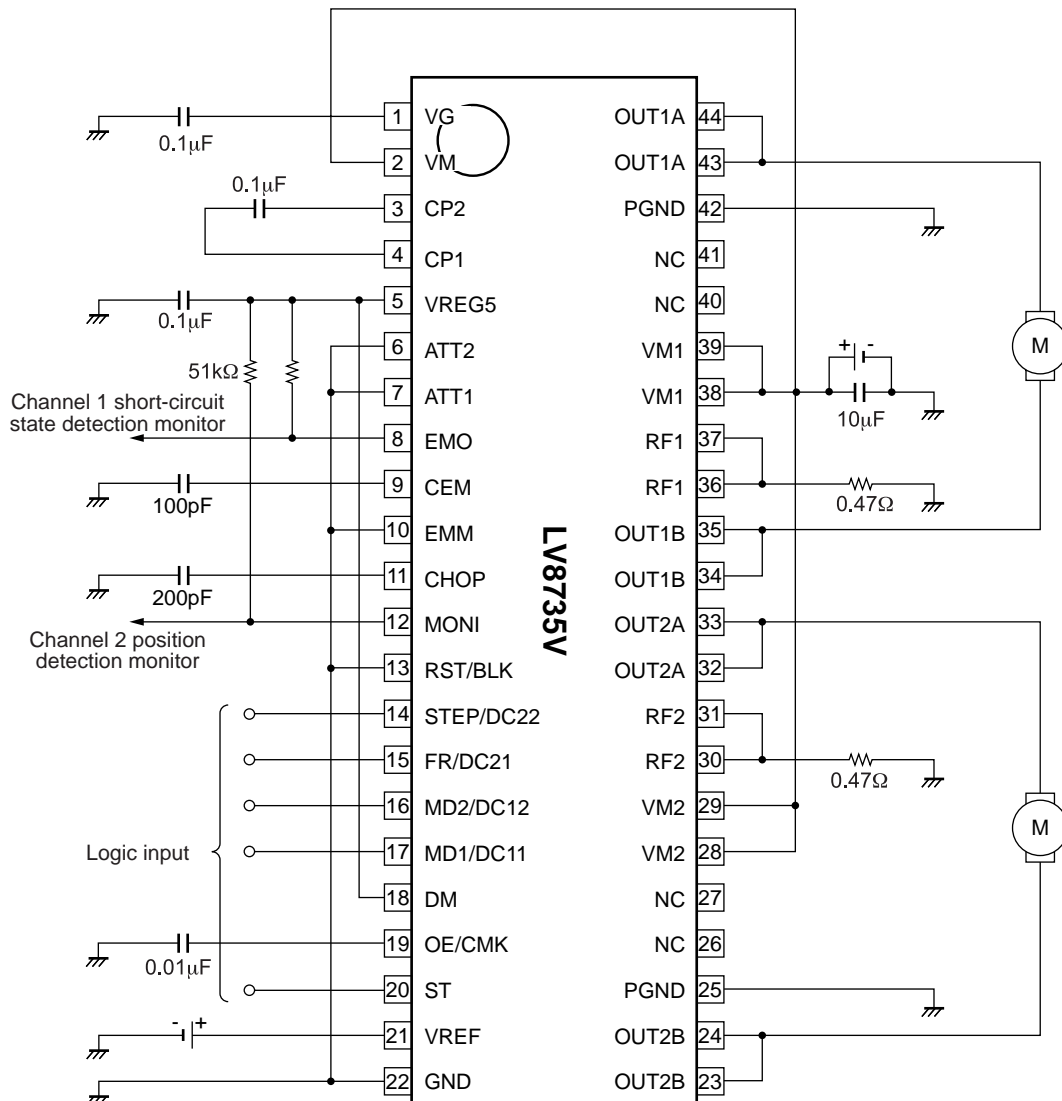 1 VG
2 VM
3 CP2
4 CP1
5 VREG5
6 ATT2
7 ATT1
8 EMO
9 CEM
10 EMM
11 CHOP
12 MONI
13 RST/BLK
14 STEP/DC22
15 FR/DC21
16 MD2/DC12
17 MD1/DC11
18 DM
19 OE/CMK
20 ST
21 VREF
22 GND
0.1μF
0.1μF
0.1μF
51kΩ
Channel 1 short-circuit
state detection monitor
100pF
200pF
Channel 2 position
detection monitor
Logic input
0.01μF
- +
LV8735V
OUT1A 44
OUT1A 43
PGND 42
NC 41
NC 40
VM1 39
VM1 38
RF1 37
RF1 36
OUT1B 35
OUT1B 34
OUT2A 33
OUT2A 32
RF2 31
RF2 30
VM2 29
VM2 28
NC 27
NC 26
PGND 25
OUT2B 24
OUT2B 23
+ -
10μF
0.47Ω
0.47Ω
M
M